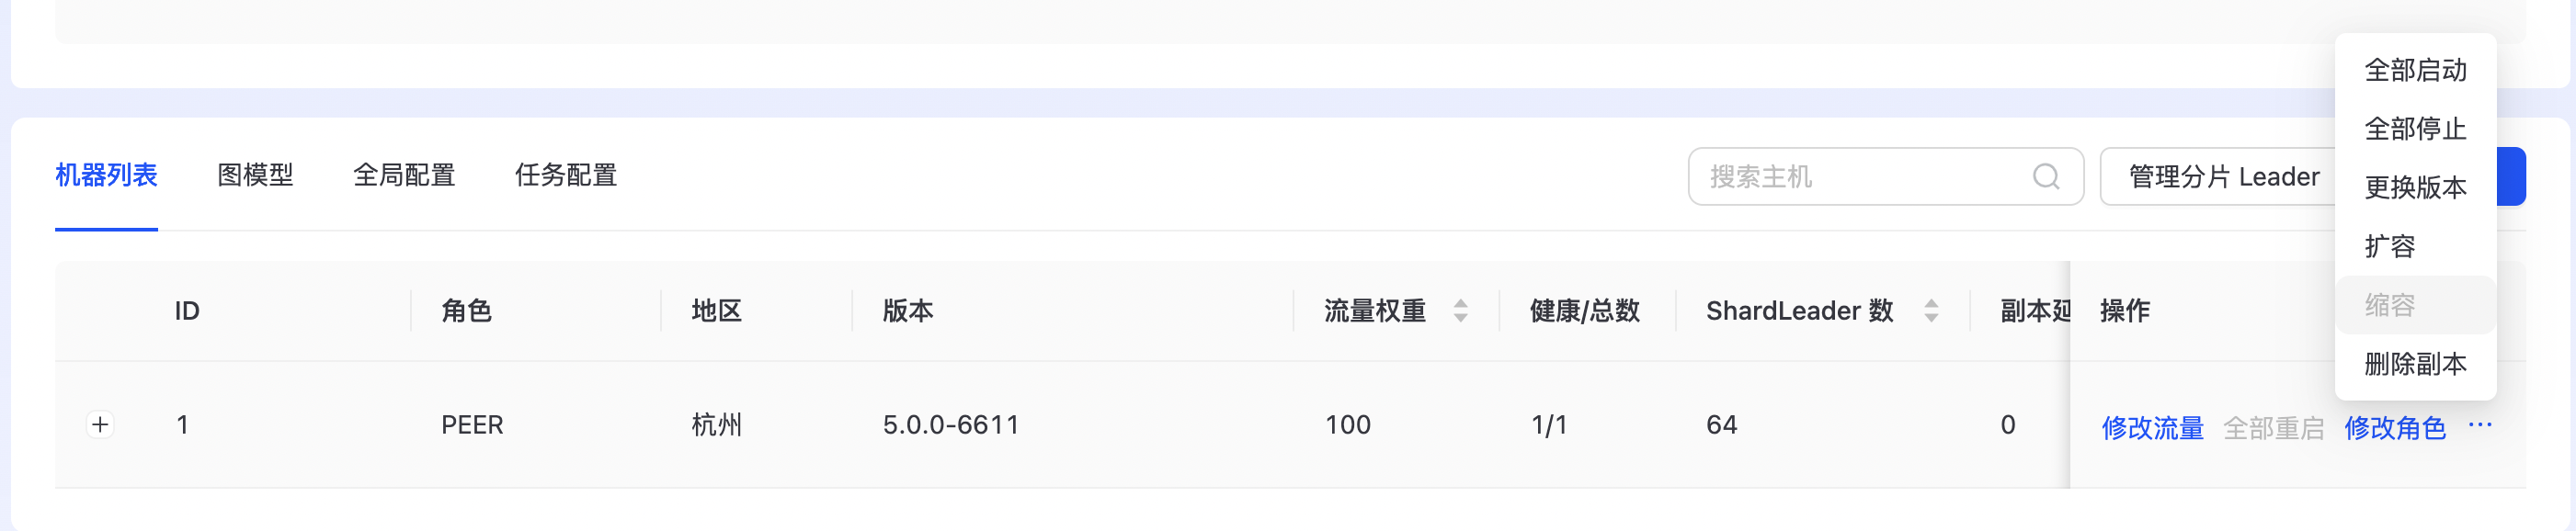 全部启动
全部停止
更换版本
扩容
缩容
删除副本
机器列表 图模型 全局配置 任务配置 搜索主机 管理分片 Leader
ID 角色 地区 版本 流量权重 健康/总数 ShardLeader 数 副本延 操作
1 PEER 杭州 5.0.0-6611 100 1/1 64 0 修改流量 全部重启 修改角色 ···